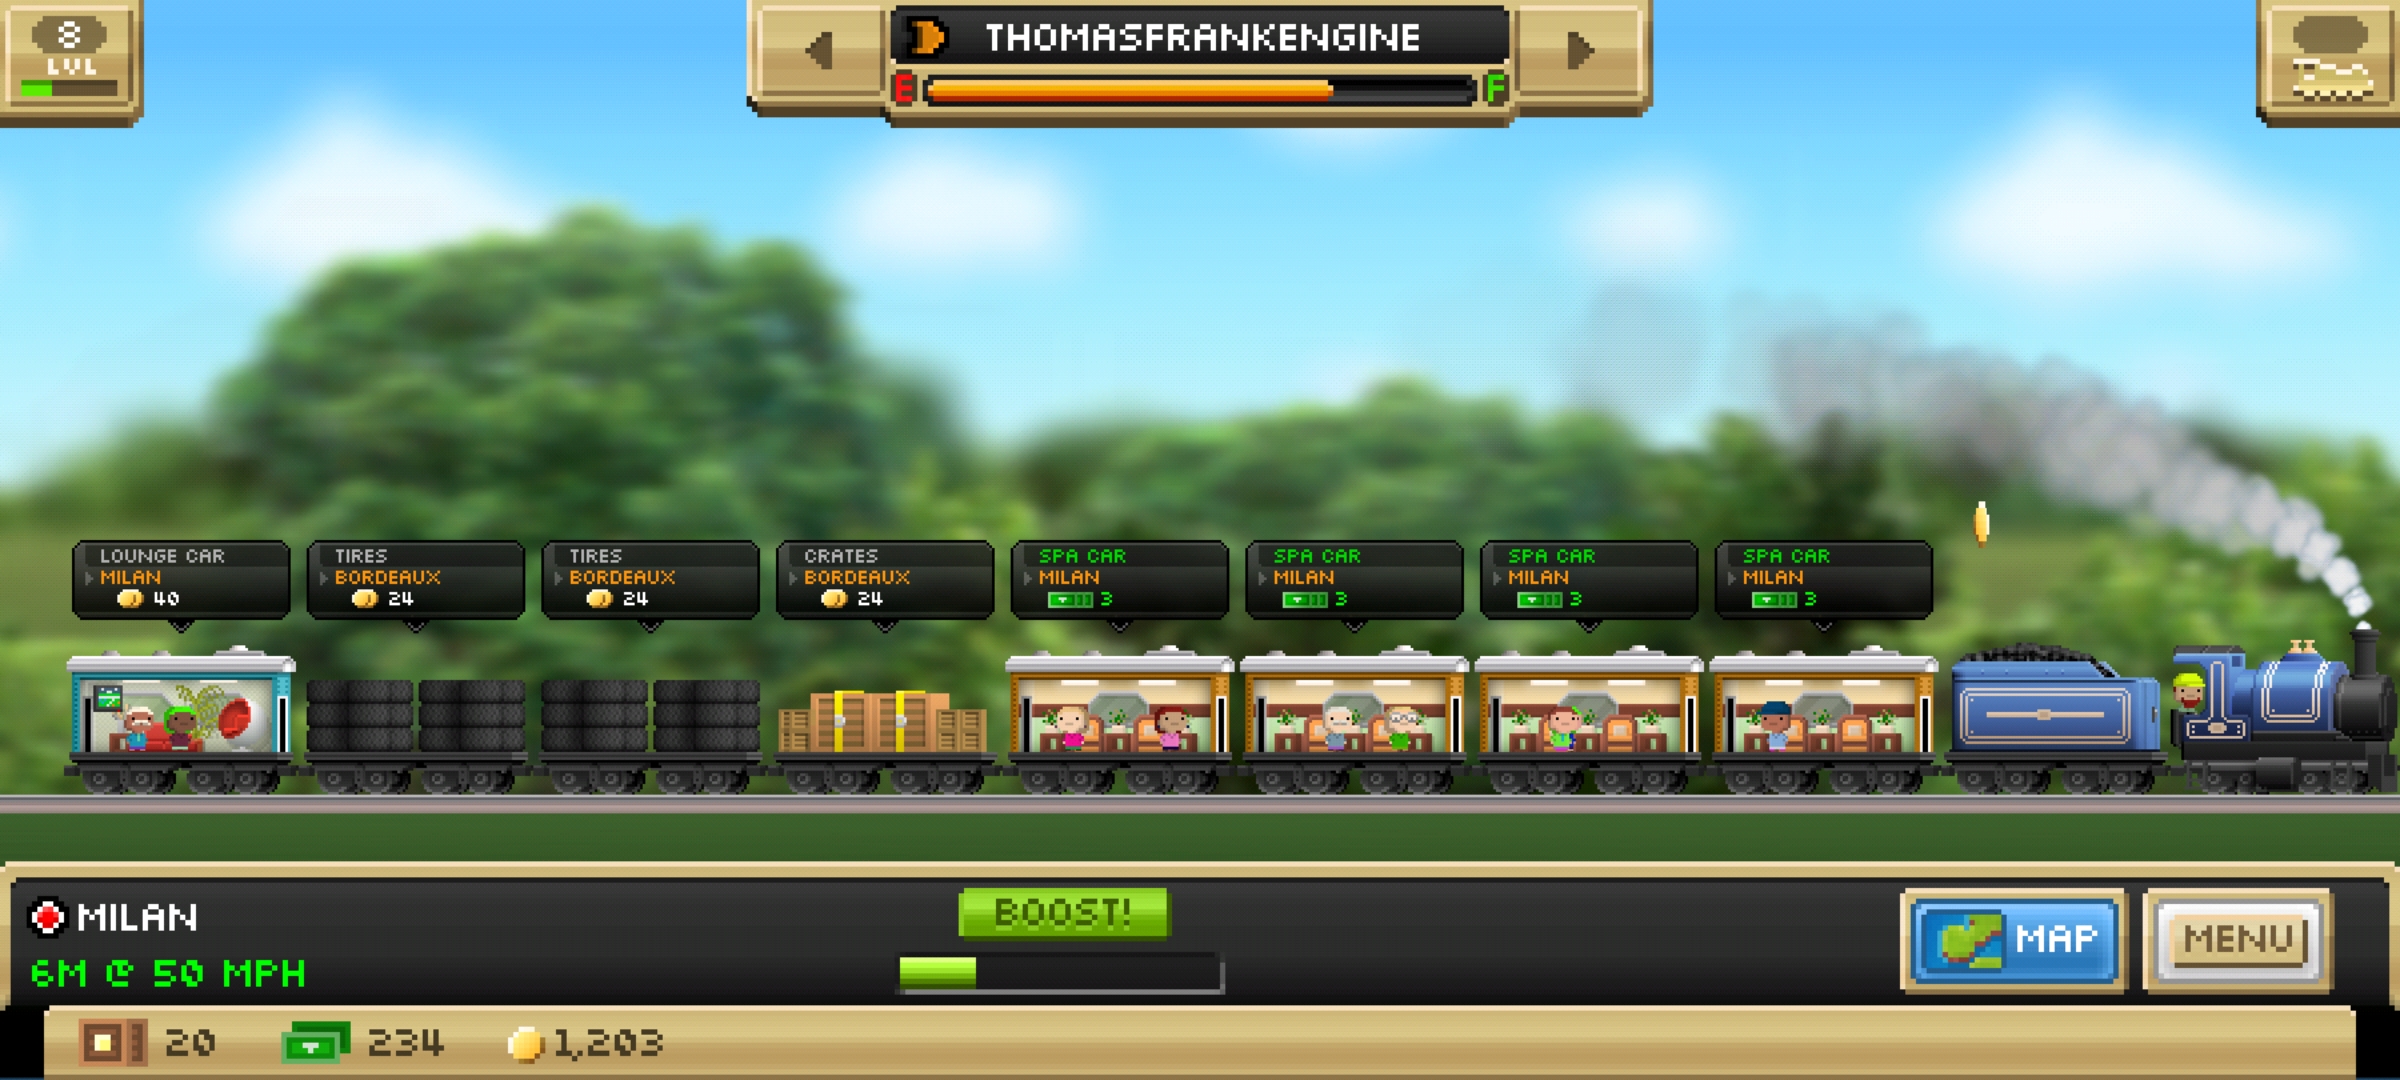 8
LVL
THOMASFRANKENGINE
E F
LOUNGE CAR
MILAN
40
TIRES
BORDEAUX
24
TIRES
BORDEAUX
24
CRATES
BORDEAUX
24
SPA CAR
MILAN
3
SPA CAR
MILAN
3
SPA CAR
MILAN
3
SPA CAR
MILAN
3
MILAN
6M @ 50 MPH
BOOST!
MAP
MENU
20
234
1,203